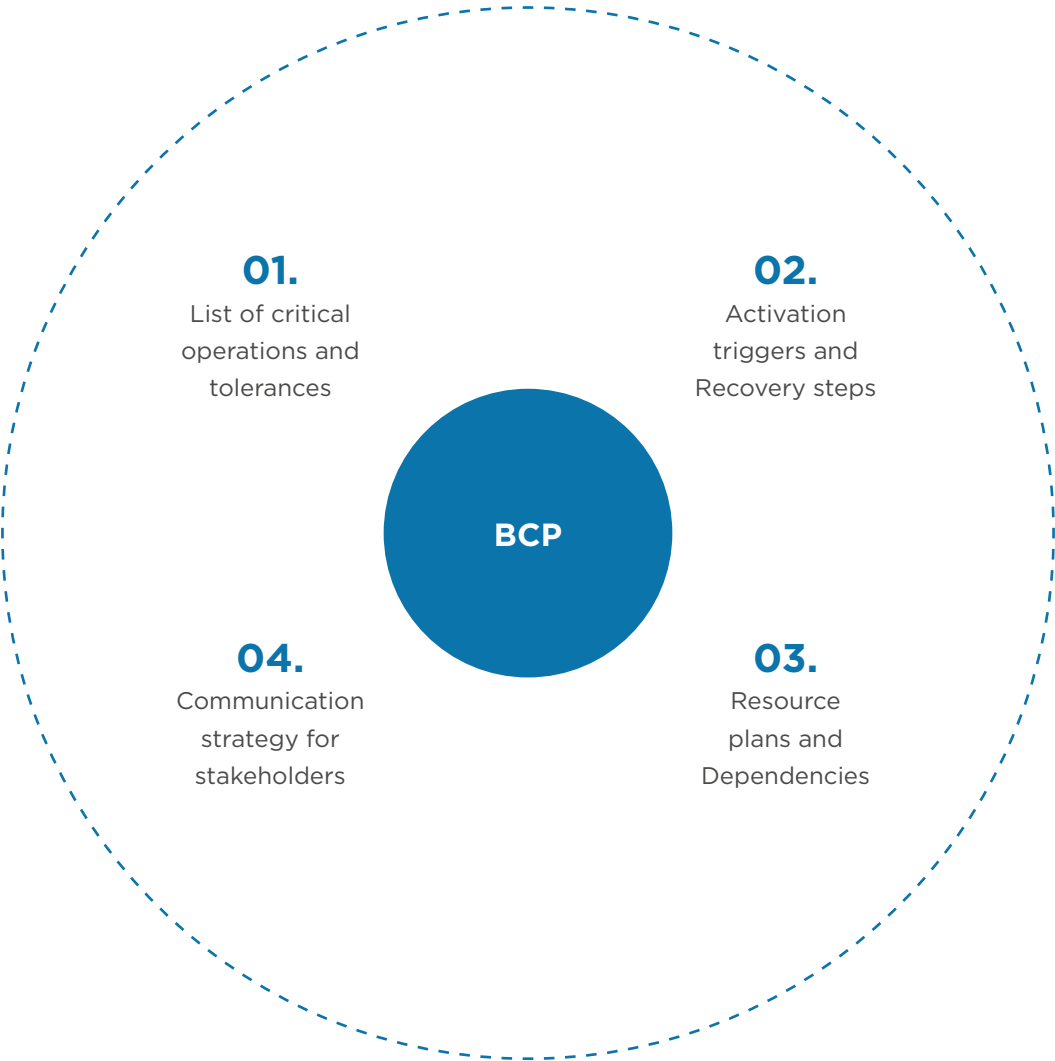 01.
List of critical
operations and
tolerances
02.
Activation
triggers and
Recovery steps
BCP
04.
Communication
strategy for
stakeholders
03.
Resource
plans and
Dependencies